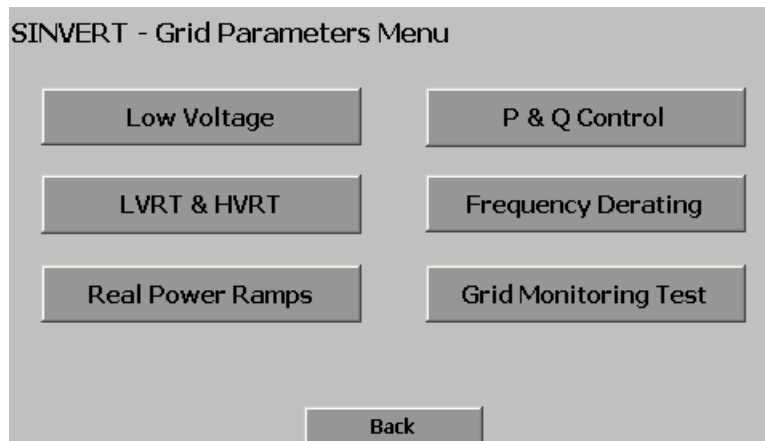 SINVERT - Grid Parameters Menu
Low Voltage
P & Q Control
LVRT & HVRT
Frequency Derating
Real Power Ramps
Grid Monitoring Test
Back